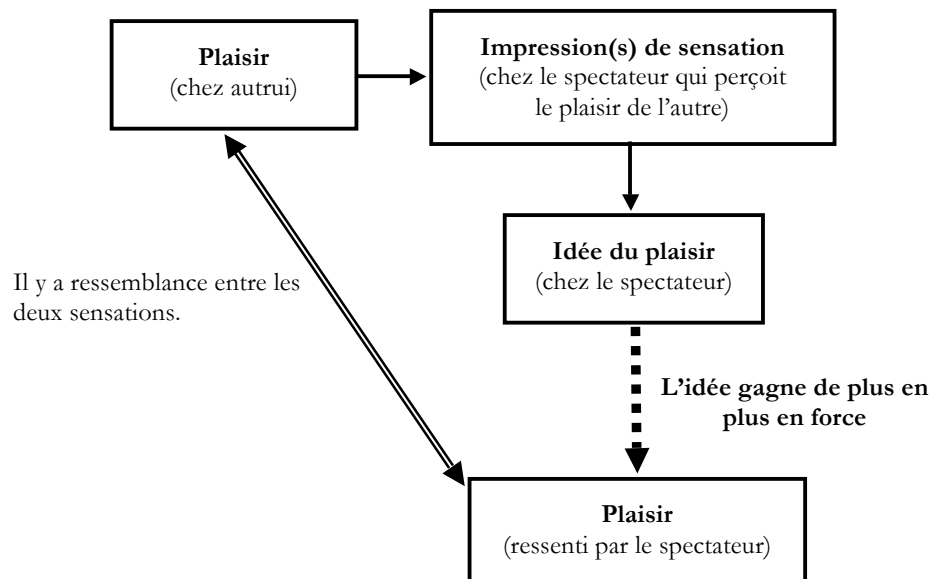 Plaisir
(chez autrui)
Impression(s) de sensation
(chez le spectateur qui perçoit
le plaisir de l'autre)
Idée du plaisir
(chez le spectateur)
Il y a ressemblance entre les
deux sensations.
L'idée gagne de plus en
plus en force
Plaisir
(ressenti par le spectateur)